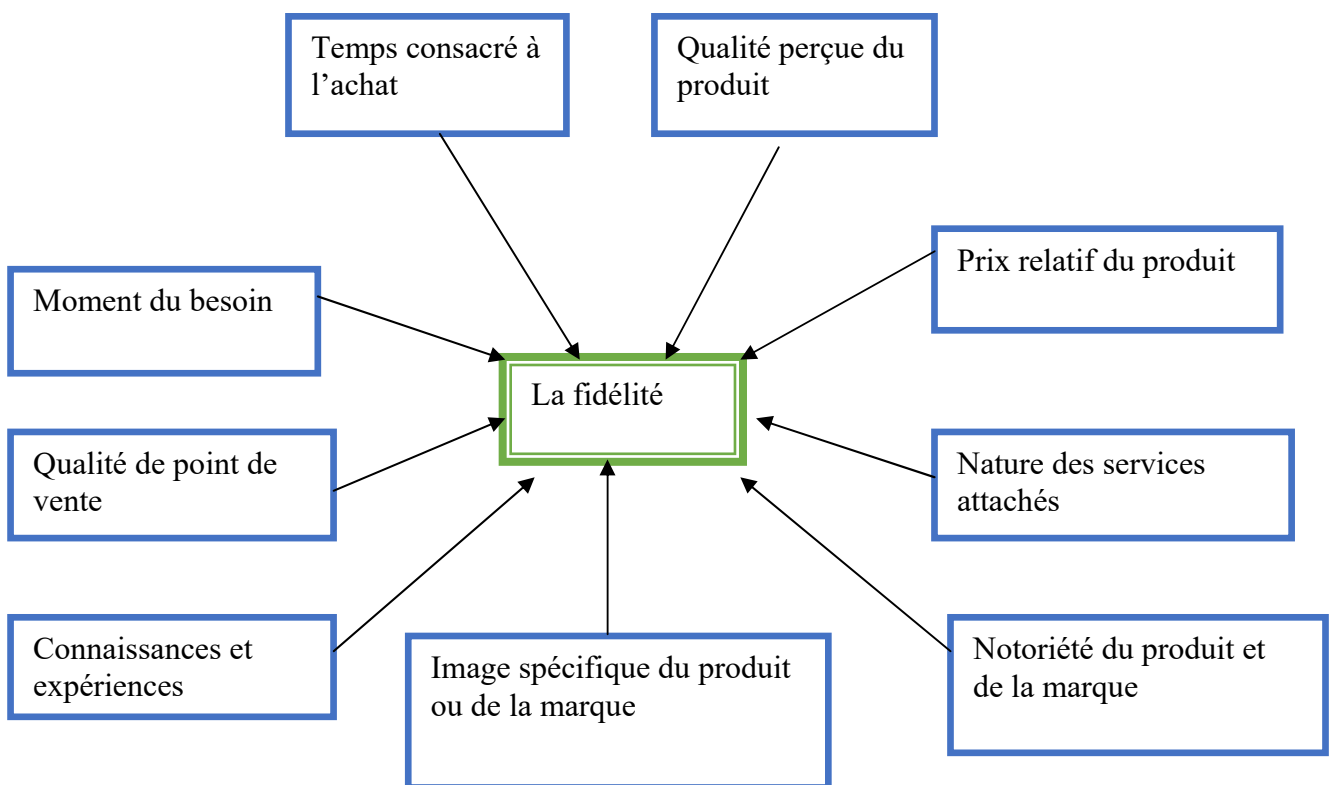 Temps consacré à
l’achat
Qualité perçue du
produit
Prix relatif du produit
Moment du besoin
La fidélité
Qualité de point de
vente
Nature des services
attachés
Connaissances et
expériences
Image spécifique du produit
ou de la marque
Notoriété du produit et
de la marque